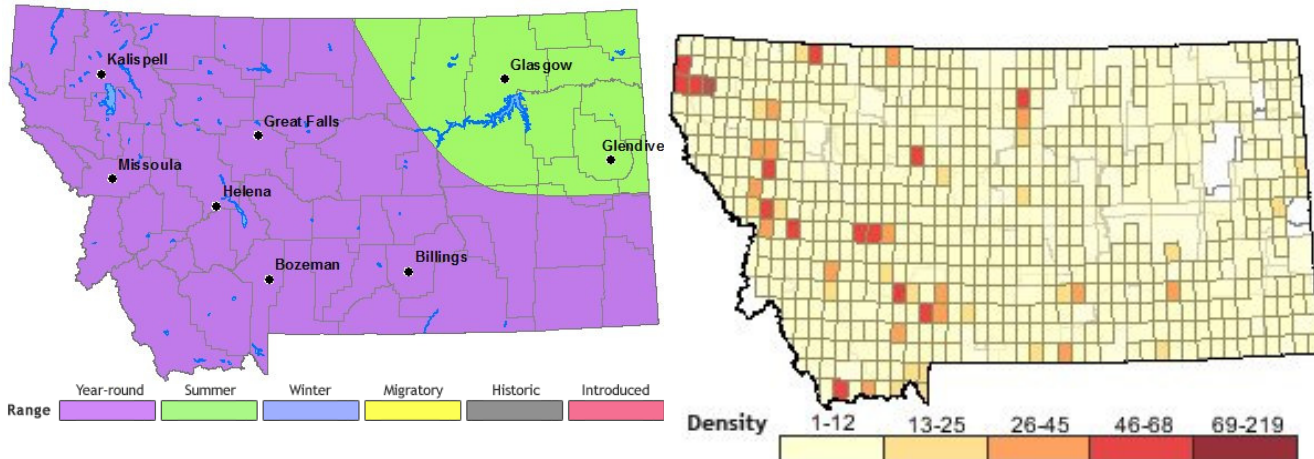 Kalispell
Glasgow
Great Falls
Glendive
Missoula
Helena
Bozeman
Billings
Year-round Summer Winter Migratory Historic Introduced
Range
Density 1-12 13-25 26-45 46-68 69-219